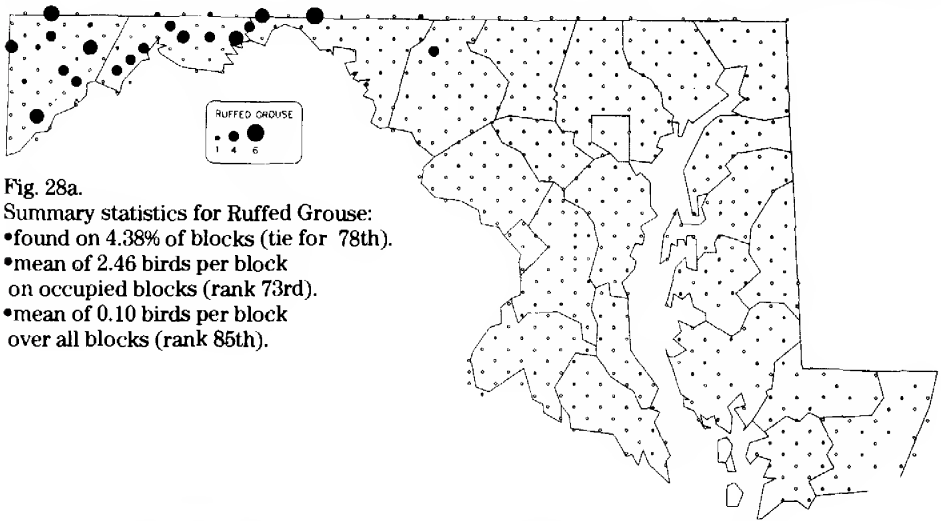 RUFFED GROUSE
1 4 6
Fig. 28a.
Summary statistics for Ruffed Grouse:
•found on 4.38% of blocks (tie for 78th).
•mean of 2.46 birds per block
on occupied blocks (rank 73rd).
•mean of 0.10 birds per block
over all blocks (rank 85th).